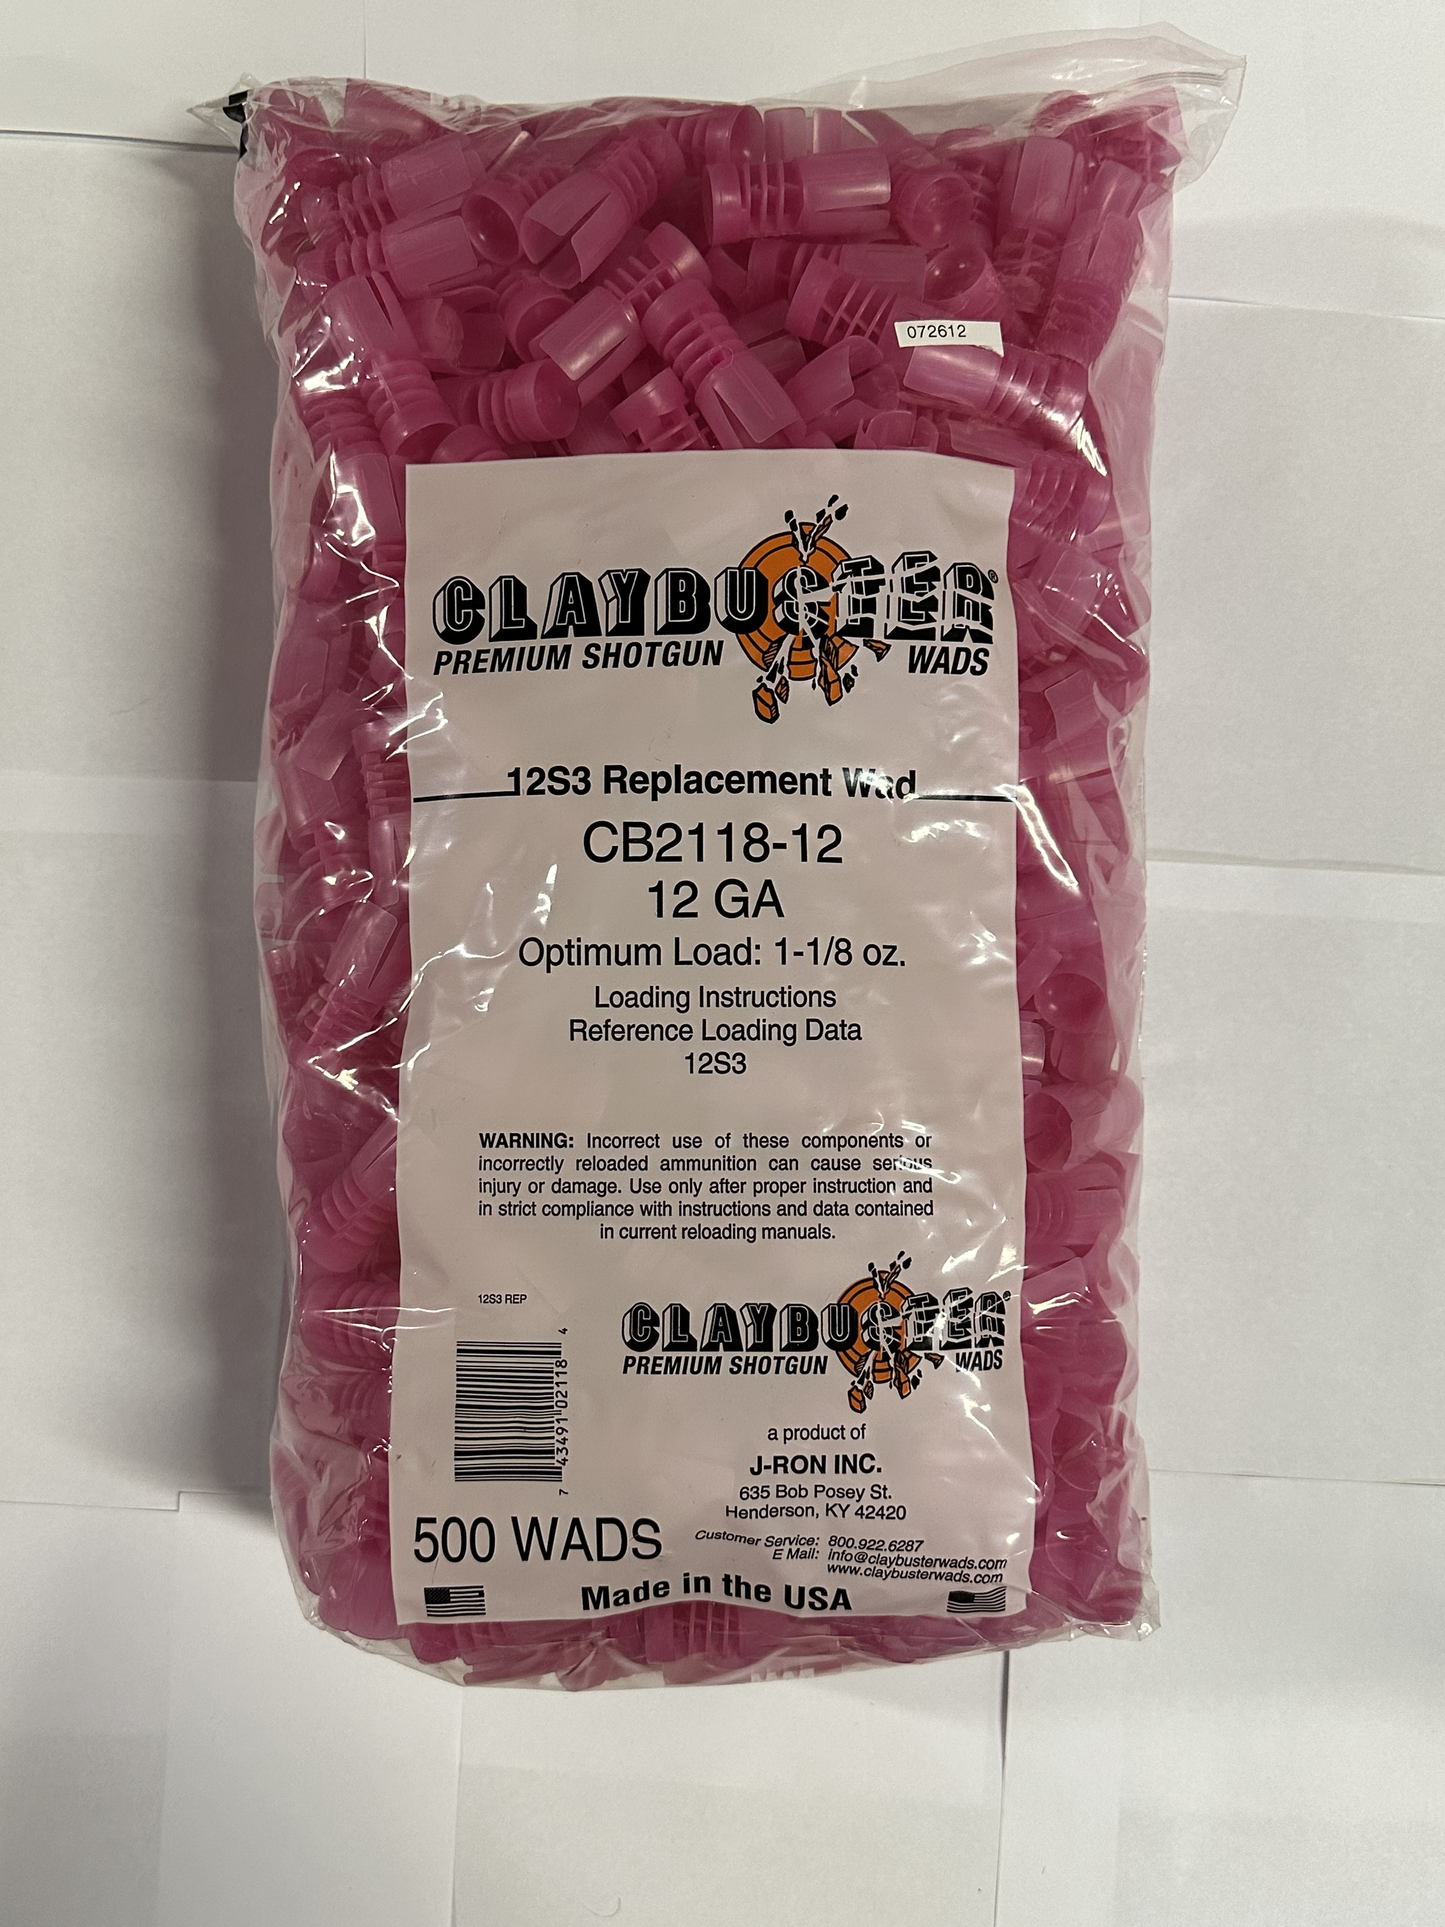 072612
CLAYBUSTER®
PREMIUM SHOTGUN WADS
12S3 Replacement Wad
CB2118-12
12 GA
Optimum Load: 1-1/8 oz.
Loading Instructions
Reference Loading Data
12S3
WARNING: Incorrect use of these components or
incorrectly reloaded ammunition can cause serious
injury or damage. Use only after proper instruction and
in strict compliance with instructions and data contained
in current reloading manuals.
12S3 REP
7 43491 02118 4
CLAYBUSTER®
PREMIUM SHOTGUN WADS
a product of
J-RON INC.
635 Bob Posey St.
Henderson, KY 42420
500 WADS
Customer Service: 800.922.6287
E Mail: info@claybusterwads.com
www.claybusterwads.com
Made in the USA